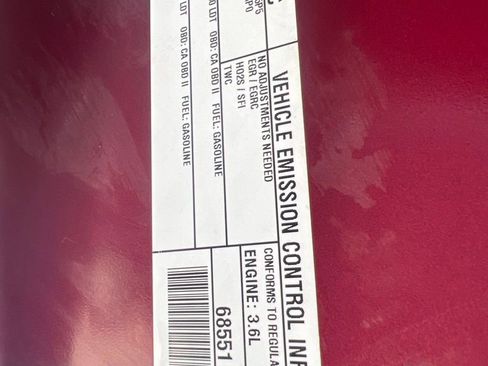 VEHICLE EMISSION CONTROL INF
CONFORMS TO REGULA
NO ADJUSTMENTS NEEDED
ENGINE: 3.6L
EGR / EGRC
HO2S / SFI
TWC
68551
LDT OBD: CA OBD II FUEL: GASOLINE
LDT OBD: CA OBD II FUEL: GASOLINE